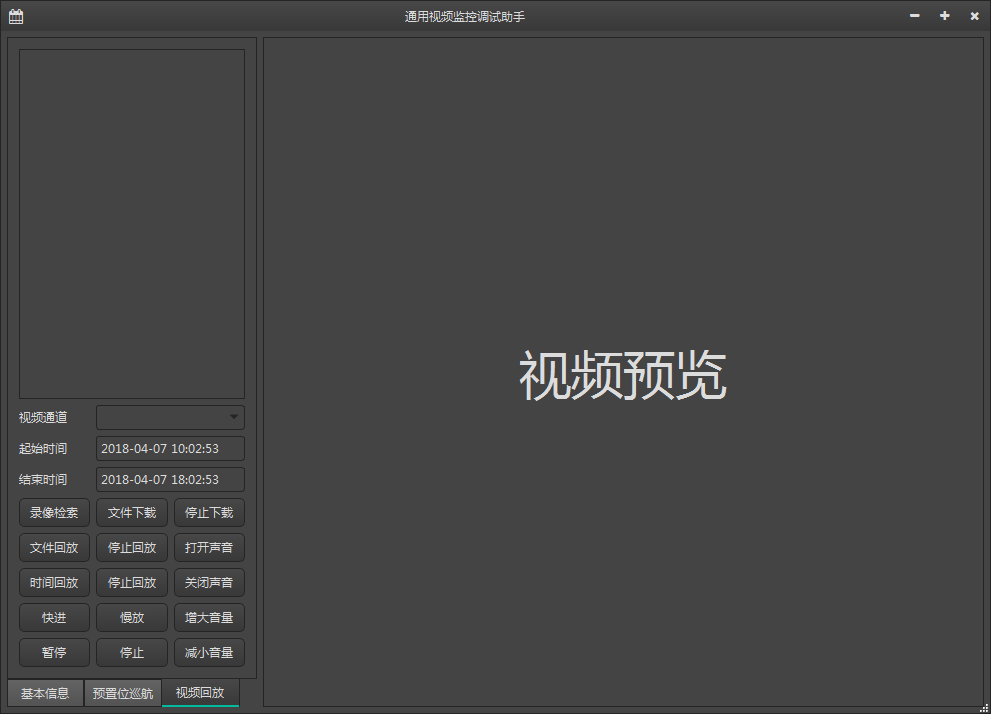 通用视频监控调试助手
视频通道
起始时间 2018-04-07 10:02:53
结束时间 2018-04-07 18:02:53
录像检索 文件下载 停止下载
文件回放 停止回放 打开声音
时间回放 停止回放 关闭声音
快进 慢放 增大音量
暂停 停止 减小音量
基本信息 预置位巡航 视频回放
视频预览